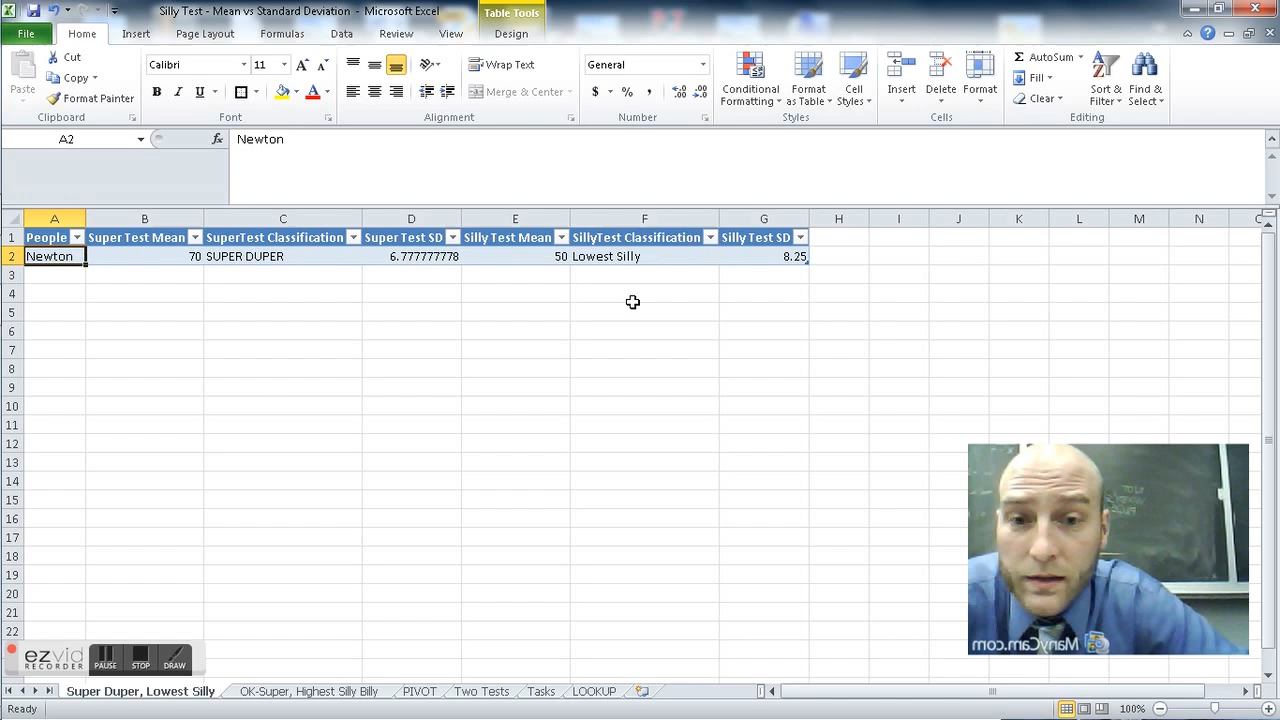 Silly Test - Mean vs Standard Deviation - Microsoft Exce
Table Tools
File Home Insert Page Layout Formulas Data Review View Design
Cut
Copy
Format Painter
Paste
Clipboard
Calibri 11
B I U
A A
Font
Wrap Text
Merge & Center
Alignment
General
$ % , .00
Number
Conditional Formatting
Format as Table
Cell Styles
Styles
Insert Delete Format
Cells
AutoSum
Fill
Clear
Sort & Filter
Find & Select
Editing
A2 fx Newton
A B C D E F G H I J K L M N
1 People Super Test Mean SuperTest Classification Super Test SD Silly Test Mean SillyTest Classification Silly Test SD
2 Newton 70 SUPER DUPER 6.777777778 50 Lowest Silly 8.25
3
4
5
6
7
8
9
10
11
12
13
14
15
16
17
18
19
20
21
22
ManyCam.com
ezvid
RECORDER
PAUSE STOP DRAW
Super Duper, Lowest Silly OK-Super, Highest Silly Billy PIVOT Two Tests Tasks LOOKUP
Ready 100%